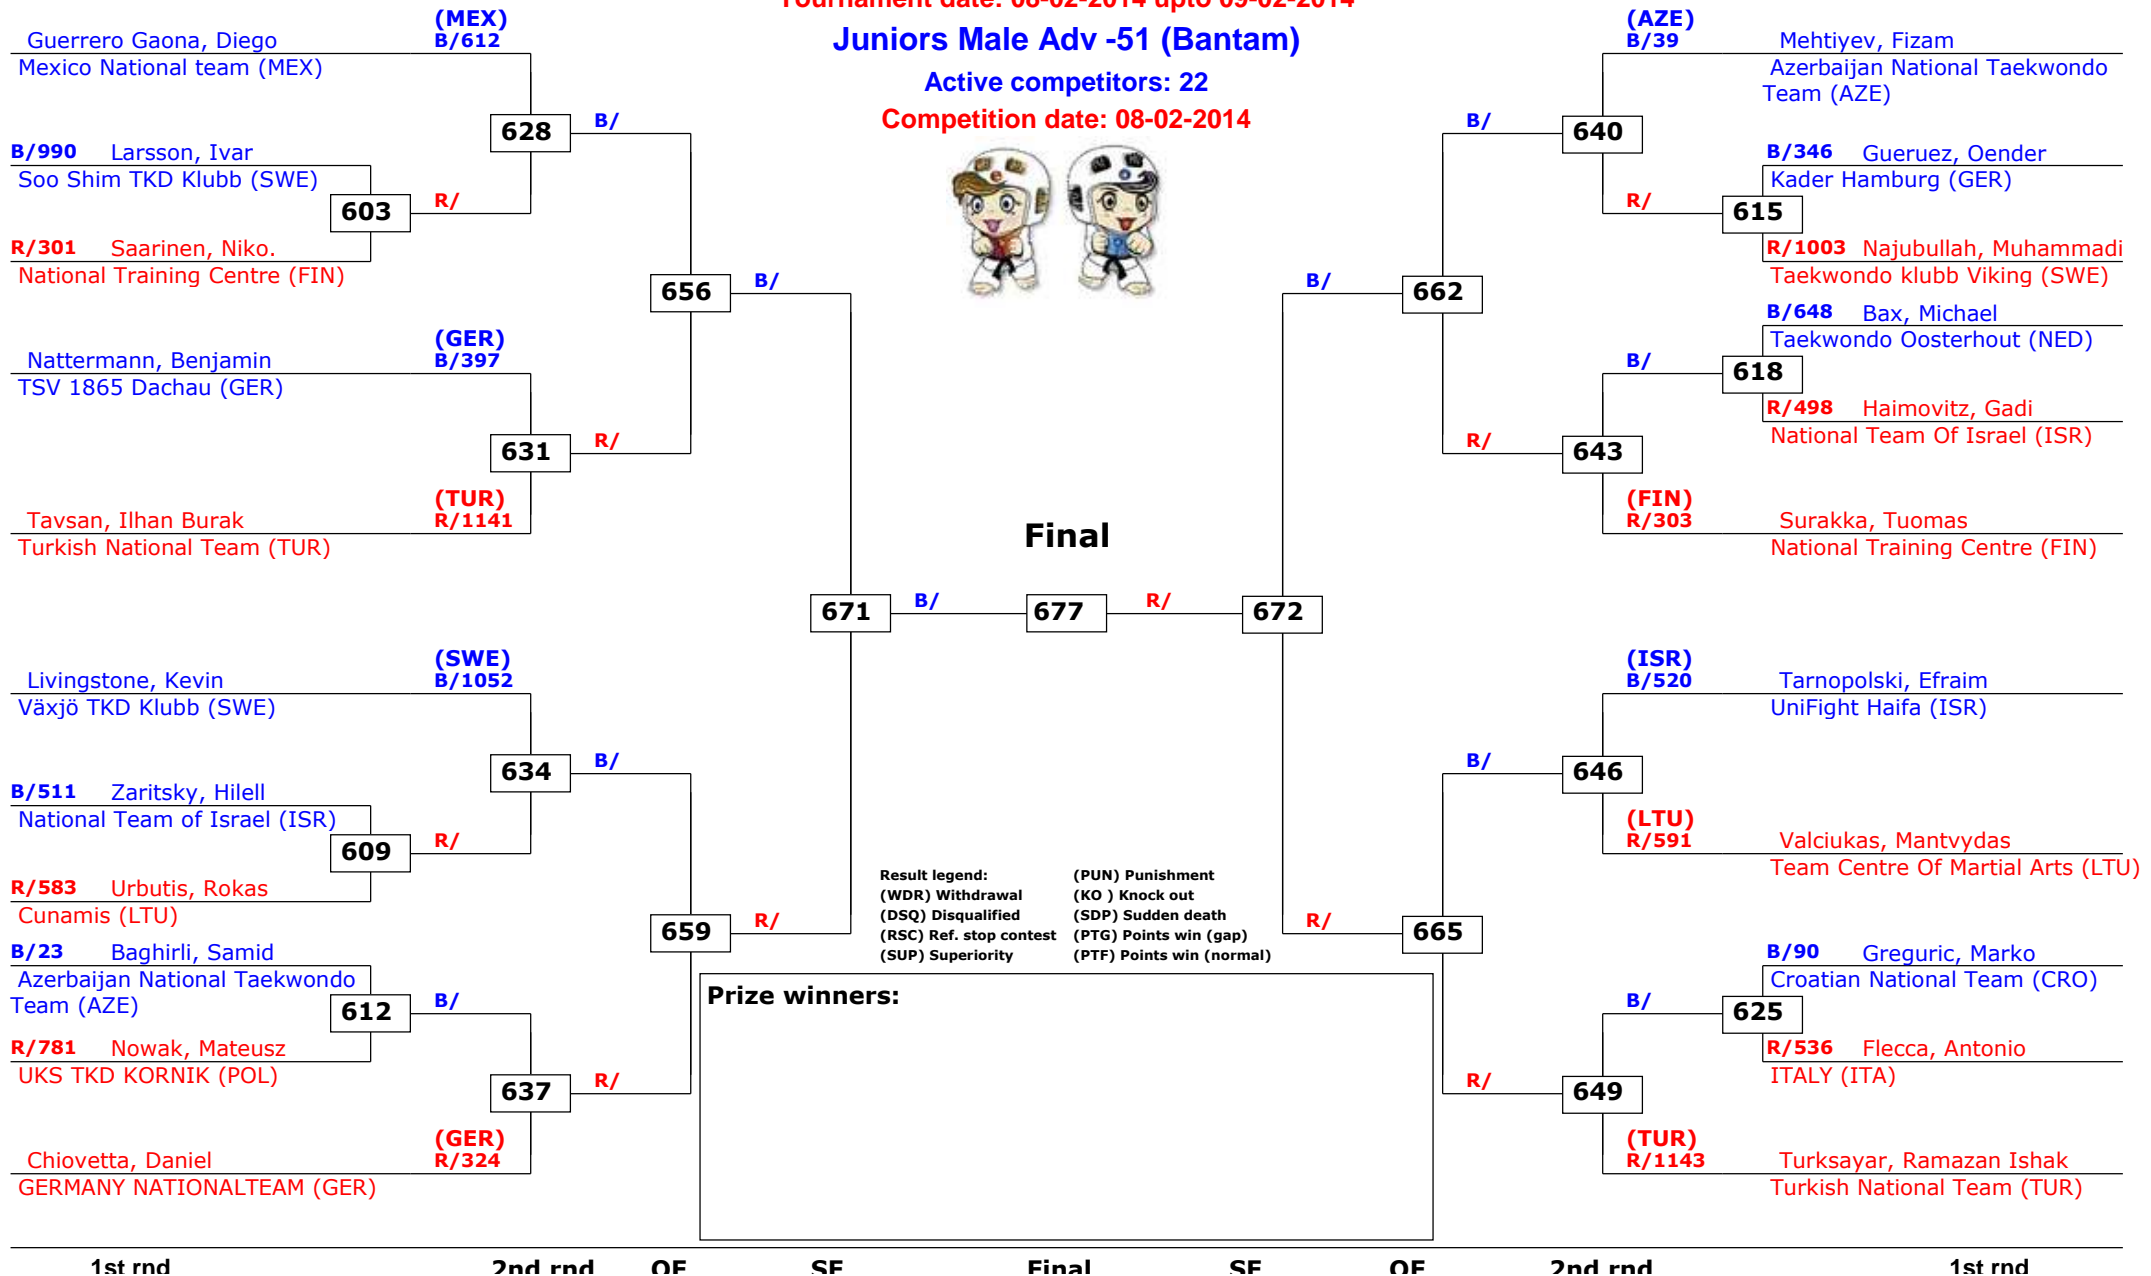 Tournament date: 08-02-2014 upto 09-02-2014
Juniors Male Adv -51 (Bantam)
Active competitors: 22
Competition date: 08-02-2014
(MEX)
Guerrero Gaona, Diego B/612
Mexico National team (MEX)
628 B/
B/990 Larsson, Ivar
Soo Shim TKD Klubb (SWE)
603 R/
R/301 Saarinen, Niko.
National Training Centre (FIN)
656 B/
(GER)
Nattermann, Benjamin B/397
TSV 1865 Dachau (GER)
631 R/
(TUR)
Tavsan, Ilhan Burak R/1141
Turkish National Team (TUR)
671 B/
(SWE)
Livingstone, Kevin B/1052
Växjö TKD Klubb (SWE)
634 B/
B/511 Zaritsky, Hilell
National Team of Israel (ISR)
609 R/
R/583 Urbutis, Rokas
Cunamis (LTU)
659 R/
B/23 Baghirli, Samid
Azerbaijan National Taekwondo
Team (AZE)
612 B/
R/781 Nowak, Mateusz
UKS TKD KORNIK (POL)
637 R/
(GER)
Chiovetta, Daniel R/324
GERMANY NATIONALTEAM (GER)
Final
677
(AZE)
B/39 Mehtiyev, Fizam
Azerbaijan National Taekwondo
Team (AZE)
B/ 640
B/346 Gueruez, Oender
Kader Hamburg (GER)
R/ 615
R/1003 Najubullah, Muhammadi
Taekwondo klubb Viking (SWE)
B/ 662
B/648 Bax, Michael
Taekwondo Oosterhout (NED)
B/ 618
R/498 Haimovitz, Gadi
National Team Of Israel (ISR)
R/ 643
(FIN)
R/303 Surakka, Tuomas
National Training Centre (FIN)
R/ 672
(ISR)
B/520 Tarnopolski, Efraim
UniFight Haifa (ISR)
B/ 646
(LTU)
R/591 Valciukas, Mantvydas
Team Centre Of Martial Arts (LTU)
R/ 665
B/90 Greguric, Marko
Croatian National Team (CRO)
B/ 625
R/536 Flecca, Antonio
ITALY (ITA)
R/ 649
(TUR)
R/1143 Turksayar, Ramazan Ishak
Turkish National Team (TUR)
Result legend: (PUN) Punishment
(WDR) Withdrawal (KO ) Knock out
(DSQ) Disqualified (SDP) Sudden death
(RSC) Ref. stop contest (PTG) Points win (gap)
(SUP) Superiority (PTF) Points win (normal)
Prize winners:
1st rnd 2nd rnd QF SF Final SF QF 2nd rnd 1st rnd